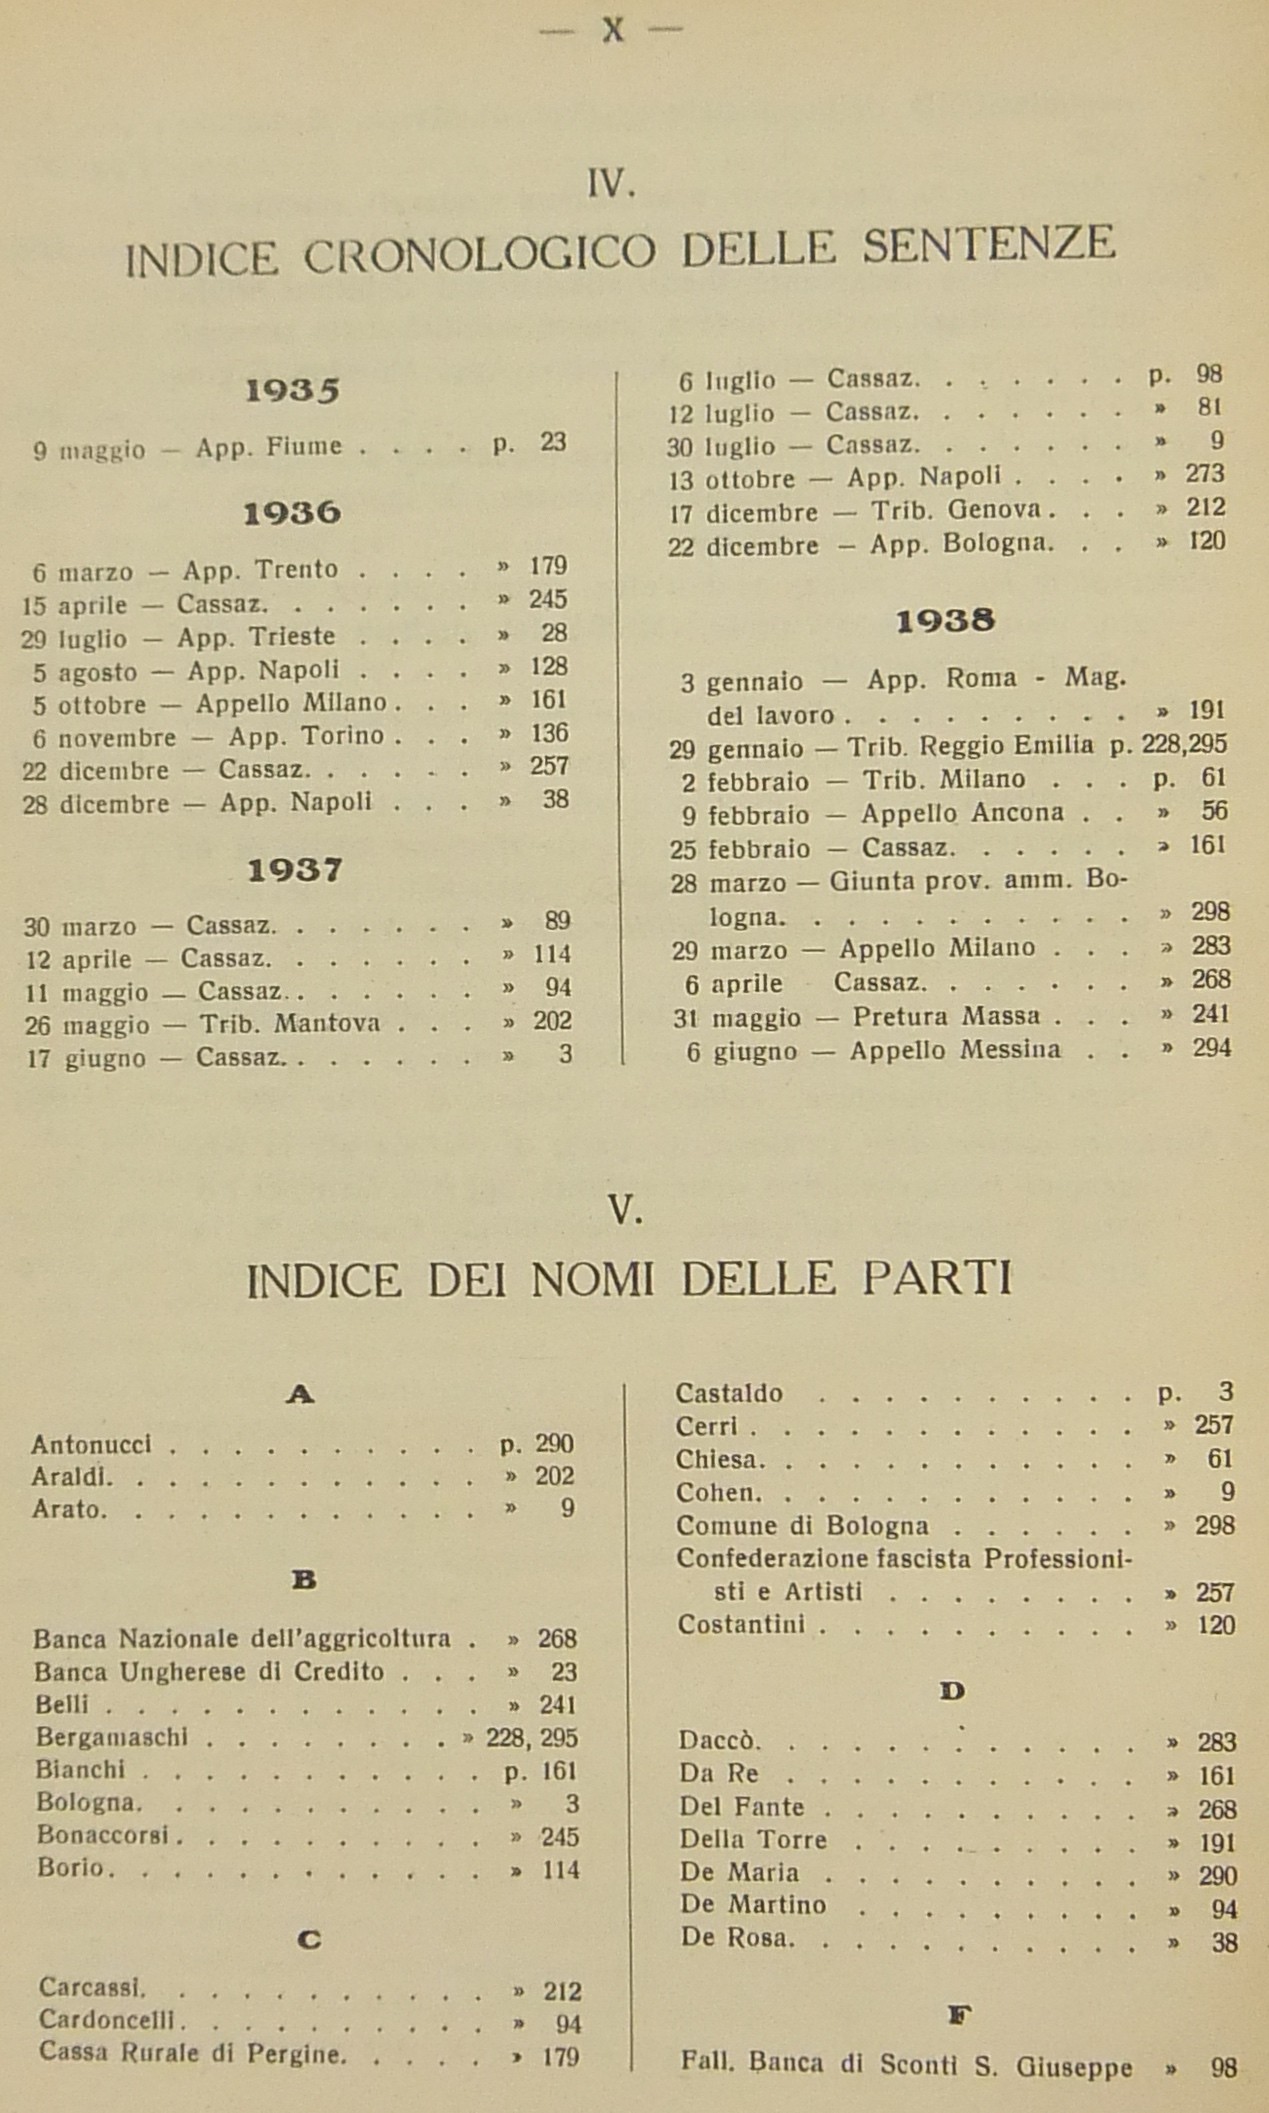 — X —
IV.
INDICE CRONOLOGICO DELLE SENTENZE
1935
9 maggio — App. Fiume . . . . p. 23
1936
6 marzo — App. Trento . . . . » 179
15 aprile — Cassaz. . . . . . . » 245
29 luglio — App. Trieste . . . . » 28
5 agosto — App. Napoli . . . . » 128
5 ottobre — Appello Milano . . . » 161
6 novembre — App. Torino . . . » 136
22 dicembre — Cassaz. . . . . . » 257
28 dicembre — App. Napoli . . . » 38
1937
30 marzo — Cassaz. . . . . . . » 89
12 aprile — Cassaz. . . . . . . » 114
11 maggio — Cassaz. . . . . . . » 94
26 maggio — Trib. Mantova . . . » 202
17 giugno — Cassaz. . . . . . . » 3
6 luglio — Cassaz. . . . . . . p. 98
12 luglio — Cassaz. . . . . . . » 81
30 luglio — Cassaz. . . . . . . » 9
13 ottobre — App. Napoli . . . . » 273
17 dicembre — Trib. Genova . . . » 212
22 dicembre — App. Bologna. . . » 120
1938
3 gennaio — App. Roma - Mag.
del lavoro . . . . . . . . . » 191
29 gennaio — Trib. Reggio Emilia p. 228,295
2 febbraio — Trib. Milano . . . p. 61
9 febbraio — Appello Ancona . . » 56
25 febbraio — Cassaz. . . . . . » 161
28 marzo — Giunta prov. amm. Bo-
logna. . . . . . . . . . . » 298
29 marzo — Appello Milano . . . » 283
6 aprile Cassaz. . . . . . . » 268
31 maggio — Pretura Massa . . . » 241
6 giugno — Appello Messina . . » 294
V.
INDICE DEI NOMI DELLE PARTI
A
Antonucci . . . . . . . . . . p. 290
Araldi. . . . . . . . . . . . » 202
Arato. . . . . . . . . . . . » 9
B
Banca Nazionale dell'aggricoltura . » 268
Banca Ungherese di Credito . . . » 23
Belli . . . . . . . . . . . . » 241
Bergamaschi . . . . . . . . » 228, 295
Bianchi . . . . . . . . . . . p. 161
Bologna. . . . . . . . . . . » 3
Bonaccorsi . . . . . . . . . . » 245
Borio. . . . . . . . . . . . » 114
C
Carcassi. . . . . . . . . . . » 212
Cardoncelli. . . . . . . . . . » 94
Cassa Rurale di Pergine. . . . . » 179
Castaldo . . . . . . . . . . p. 3
Cerri . . . . . . . . . . . . » 257
Chiesa. . . . . . . . . . . . » 61
Cohen. . . . . . . . . . . . » 9
Comune di Bologna . . . . . . » 298
Confederazione fascista Professioni-
sti e Artisti . . . . . . . . » 257
Costantini . . . . . . . . . . » 120
D
Daccò. . . . . . . . . . . . » 283
Da Re . . . . . . . . . . . » 161
Del Fante . . . . . . . . . . » 268
Della Torre . . . . . . . . . » 191
De Maria . . . . . . . . . . » 290
De Martino . . . . . . . . . » 94
De Rosa. . . . . . . . . . . » 38
F
Fall. Banca di Sconti S. Giuseppe » 98